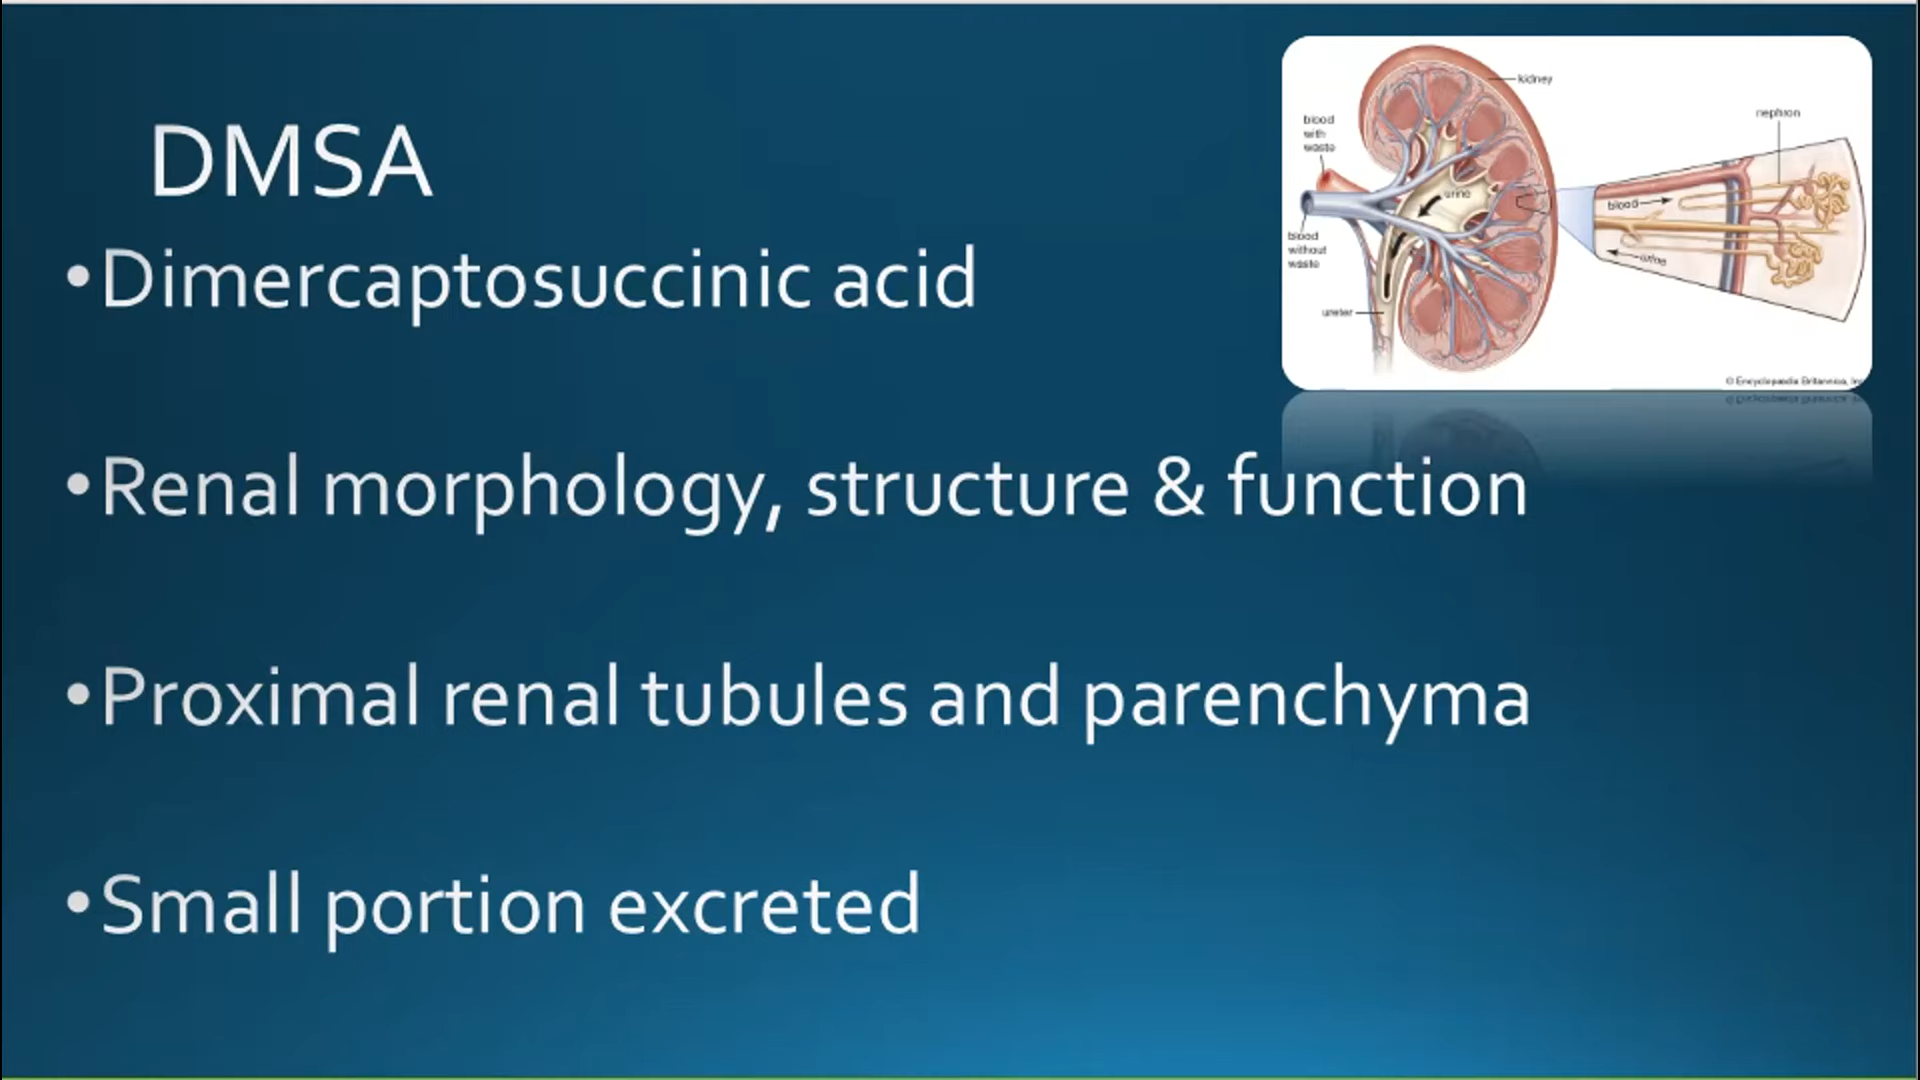 DMSA
•Dimercaptosuccinic acid
•Renal morphology, structure & function
•Proximal renal tubules and parenchyma
•Small portion excreted
kidney
nephron
blood
with
waste
urine
blood
blood
without
waste
urine
ureter
© Encyclopædia Britannica, Inc